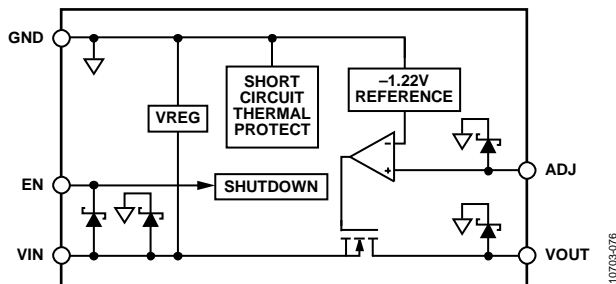 GND
SHORT
CIRCUIT
THERMAL
PROTECT
–1.22V
REFERENCE
VREG
–
+
ADJ
EN
SHUTDOWN
VIN
VOUT
10703-076